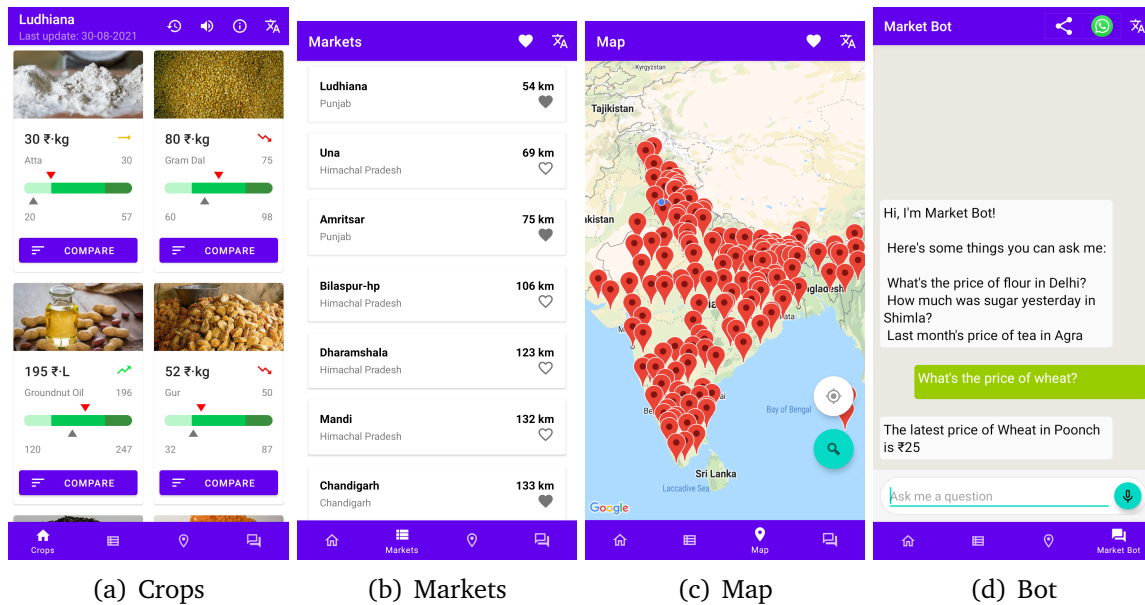 Ludhiana
Last update: 30-08-2021
30 ₹·kg
Atta 30
20 57
COMPARE
80 ₹·kg
Gram Dal 75
60 98
COMPARE
195 ₹·L
Groundnut Oil 196
120 247
COMPARE
52 ₹·kg
Gur 50
32 87
COMPARE
Crops
(a) Crops
Markets
Ludhiana 54 km
Punjab
Una 69 km
Himachal Pradesh
Amritsar 75 km
Punjab
Bilaspur-hp 106 km
Himachal Pradesh
Dharamshala 123 km
Himachal Pradesh
Mandi 132 km
Himachal Pradesh
Chandigarh 133 km
Chandigarh
Markets
(b) Markets
Map
Kyrgyzstan
Tajikistan
Bay of Bengal
Sri Lanka
Laccadive Sea
Google
Map
(c) Map
Market Bot
Hi, I'm Market Bot!
Here's some things you can ask me:
What's the price of flour in Delhi?
How much was sugar yesterday in
Shimla?
Last month's price of tea in Agra
What's the price of wheat?
The latest price of Wheat in Poonch
is ₹25
Ask me a question
Market Bot
(d) Bot